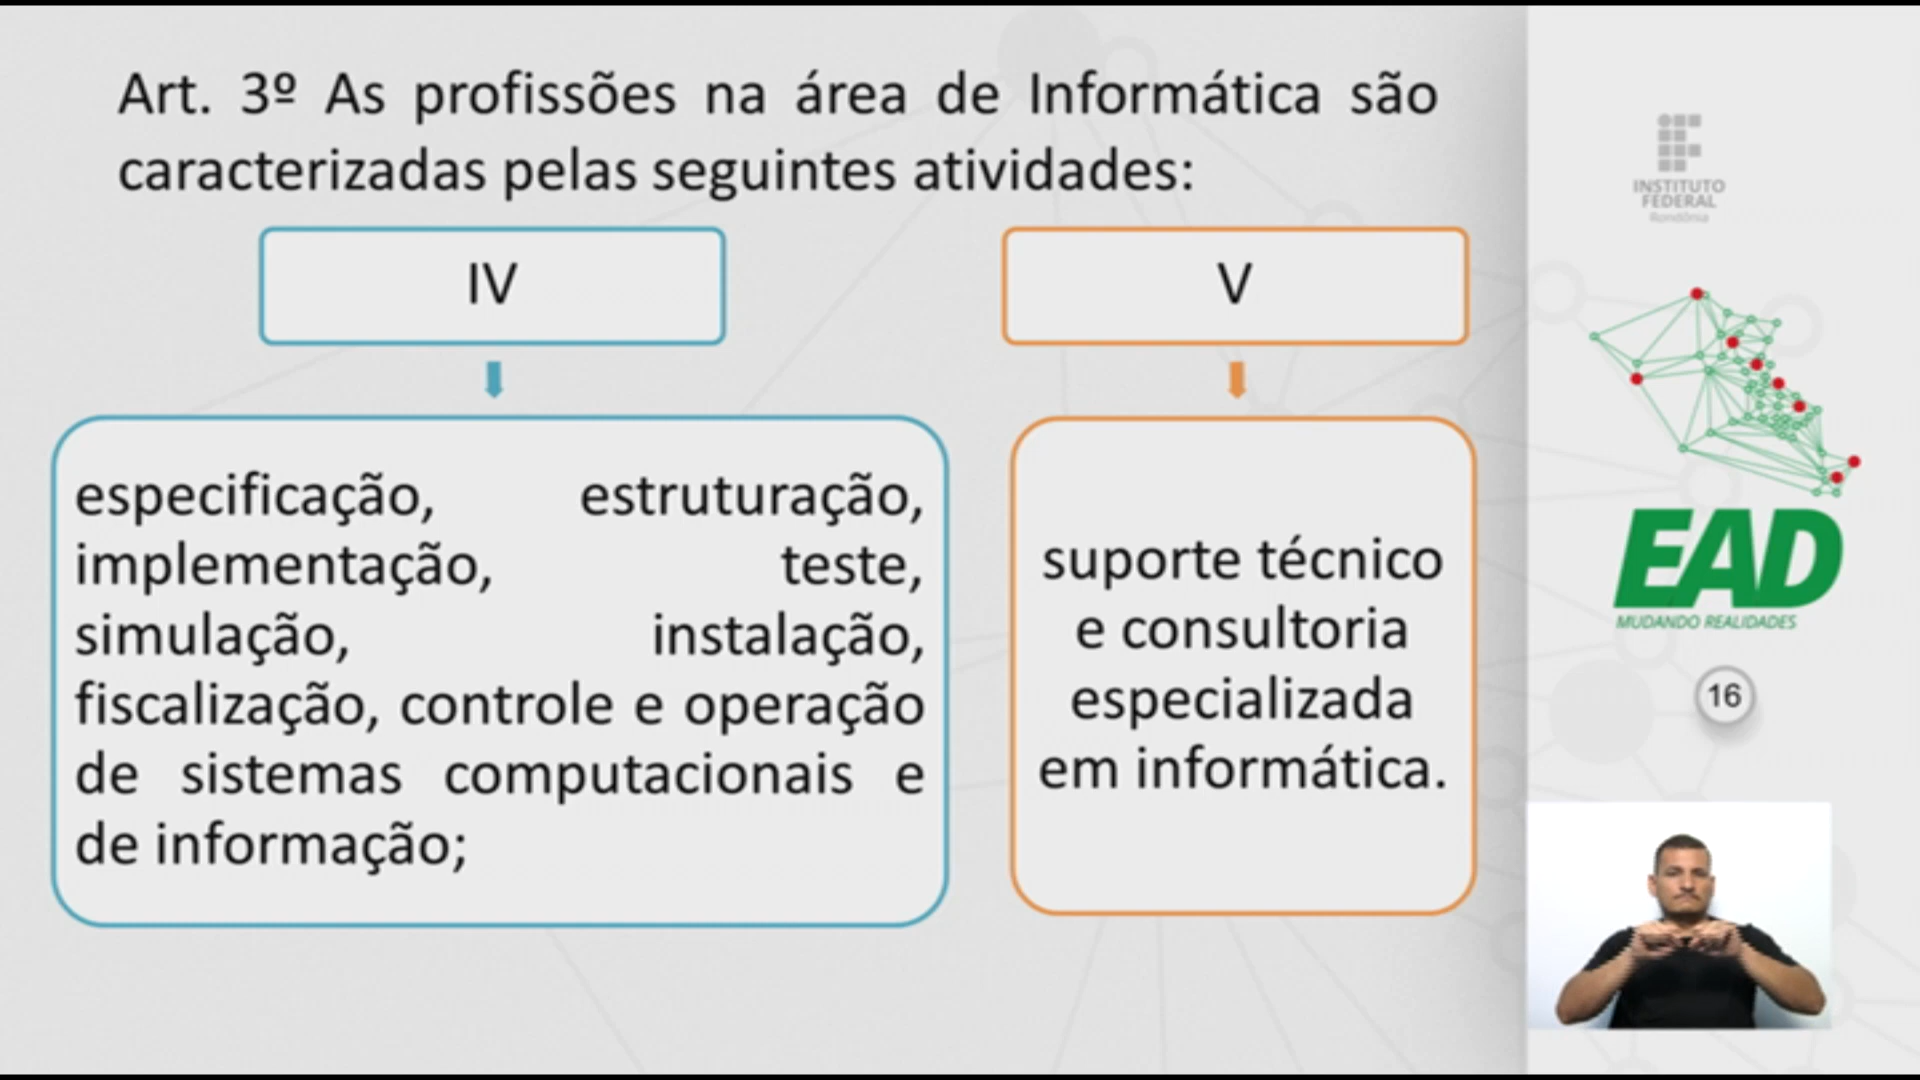 Art. 3º As profissões na área de Informática são
caracterizadas pelas seguintes atividades:
IV
V
especificação, estruturação,
implementação, teste,
simulação, instalação,
fiscalização, controle e operação
de sistemas computacionais e
de informação;
suporte técnico
e consultoria
especializada
em informática.
INSTITUTO
FEDERAL
Rondônia
EAD
MUDANDO REALIDADES
16